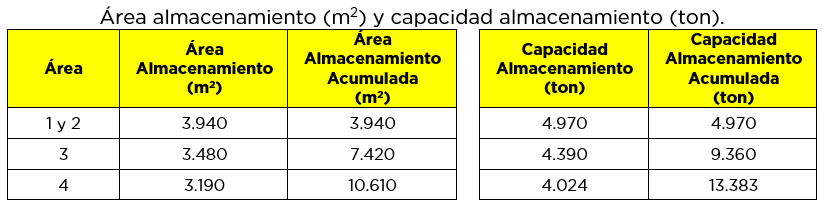 Área almacenamiento (m²) y capacidad almacenamiento (ton).
Área
Área
Almacenamiento
(m²)
Área
Almacenamiento
Acumulada
(m²)
Capacidad
Almacenamiento
(ton)
Capacidad
Almacenamiento
Acumulada
(ton)
1 y 2 3.940 3.940 4.970 4.970
3 3.480 7.420 4.390 9.360
4 3.190 10.610 4.024 13.383